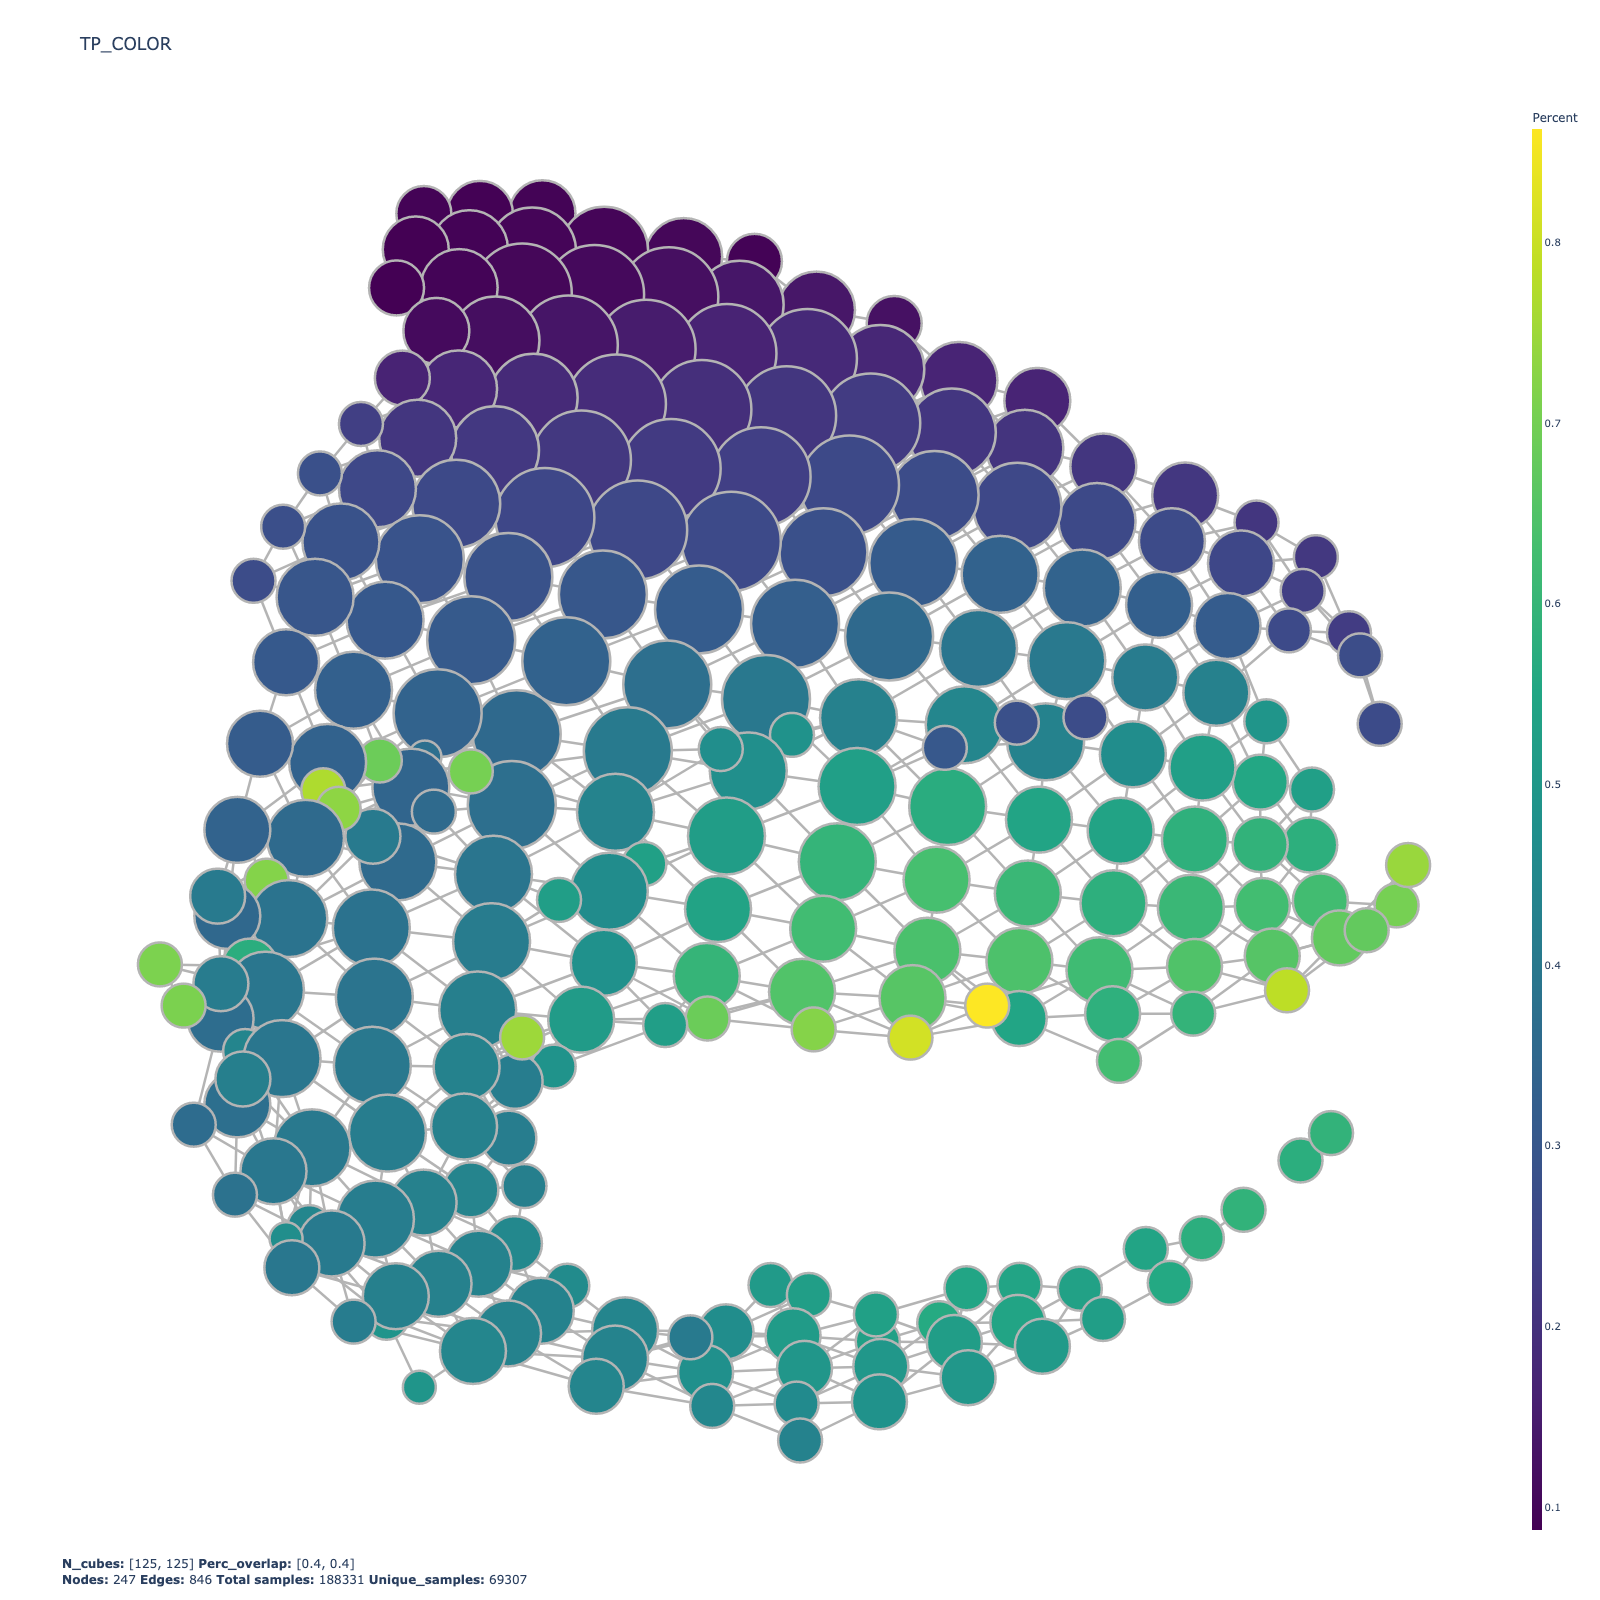 TP_COLOR
Percent
0.8
0.7
0.6
0.5
0.4
0.3
0.2
0.1
N_cubes: [125, 125] Perc_overlap: [0.4, 0.4]
Nodes: 247 Edges: 846 Total samples: 188331 Unique_samples: 69307